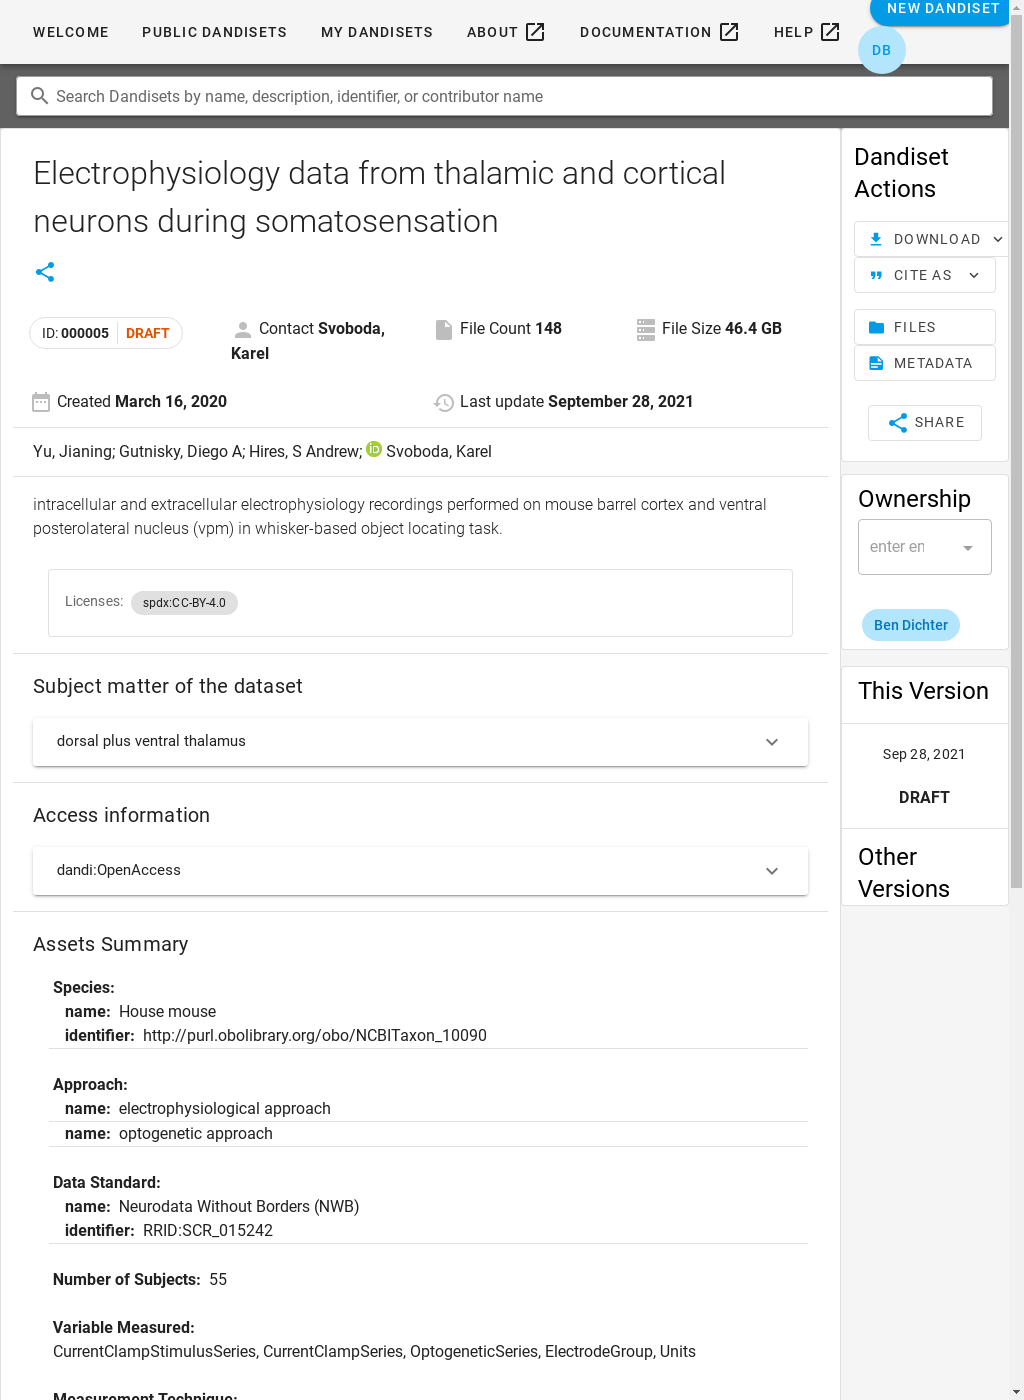 WELCOME PUBLIC DANDISETS MY DANDISETS ABOUT DOCUMENTATION HELP NEW DANDISET
DB
Search Dandisets by name, description, identifier, or contributor name
Electrophysiology data from thalamic and cortical
neurons during somatosensation
ID: 000005 DRAFT
Contact Svoboda,
Karel
File Count 148
File Size 46.4 GB
Created March 16, 2020
Last update September 28, 2021
Yu, Jianing; Gutnisky, Diego A; Hires, S Andrew; iD Svoboda, Karel
intracellular and extracellular electrophysiology recordings performed on mouse barrel cortex and ventral
posterolateral nucleus (vpm) in whisker-based object locating task.
Licenses: spdx:CC-BY-4.0
Subject matter of the dataset
dorsal plus ventral thalamus
Access information
dandi:OpenAccess
Assets Summary
Species:
name: House mouse
identifier: http://purl.obolibrary.org/obo/NCBITaxon_10090
Approach:
name: electrophysiological approach
name: optogenetic approach
Data Standard:
name: Neurodata Without Borders (NWB)
identifier: RRID:SCR_015242
Number of Subjects: 55
Variable Measured:
CurrentClampStimulusSeries, CurrentClampSeries, OptogeneticSeries, ElectrodeGroup, Units
Measurement Technique:
Dandiset
Actions
DOWNLOAD
CITE AS
FILES
METADATA
SHARE
Ownership
enter en
Ben Dichter
This Version
Sep 28, 2021
DRAFT
Other
Versions